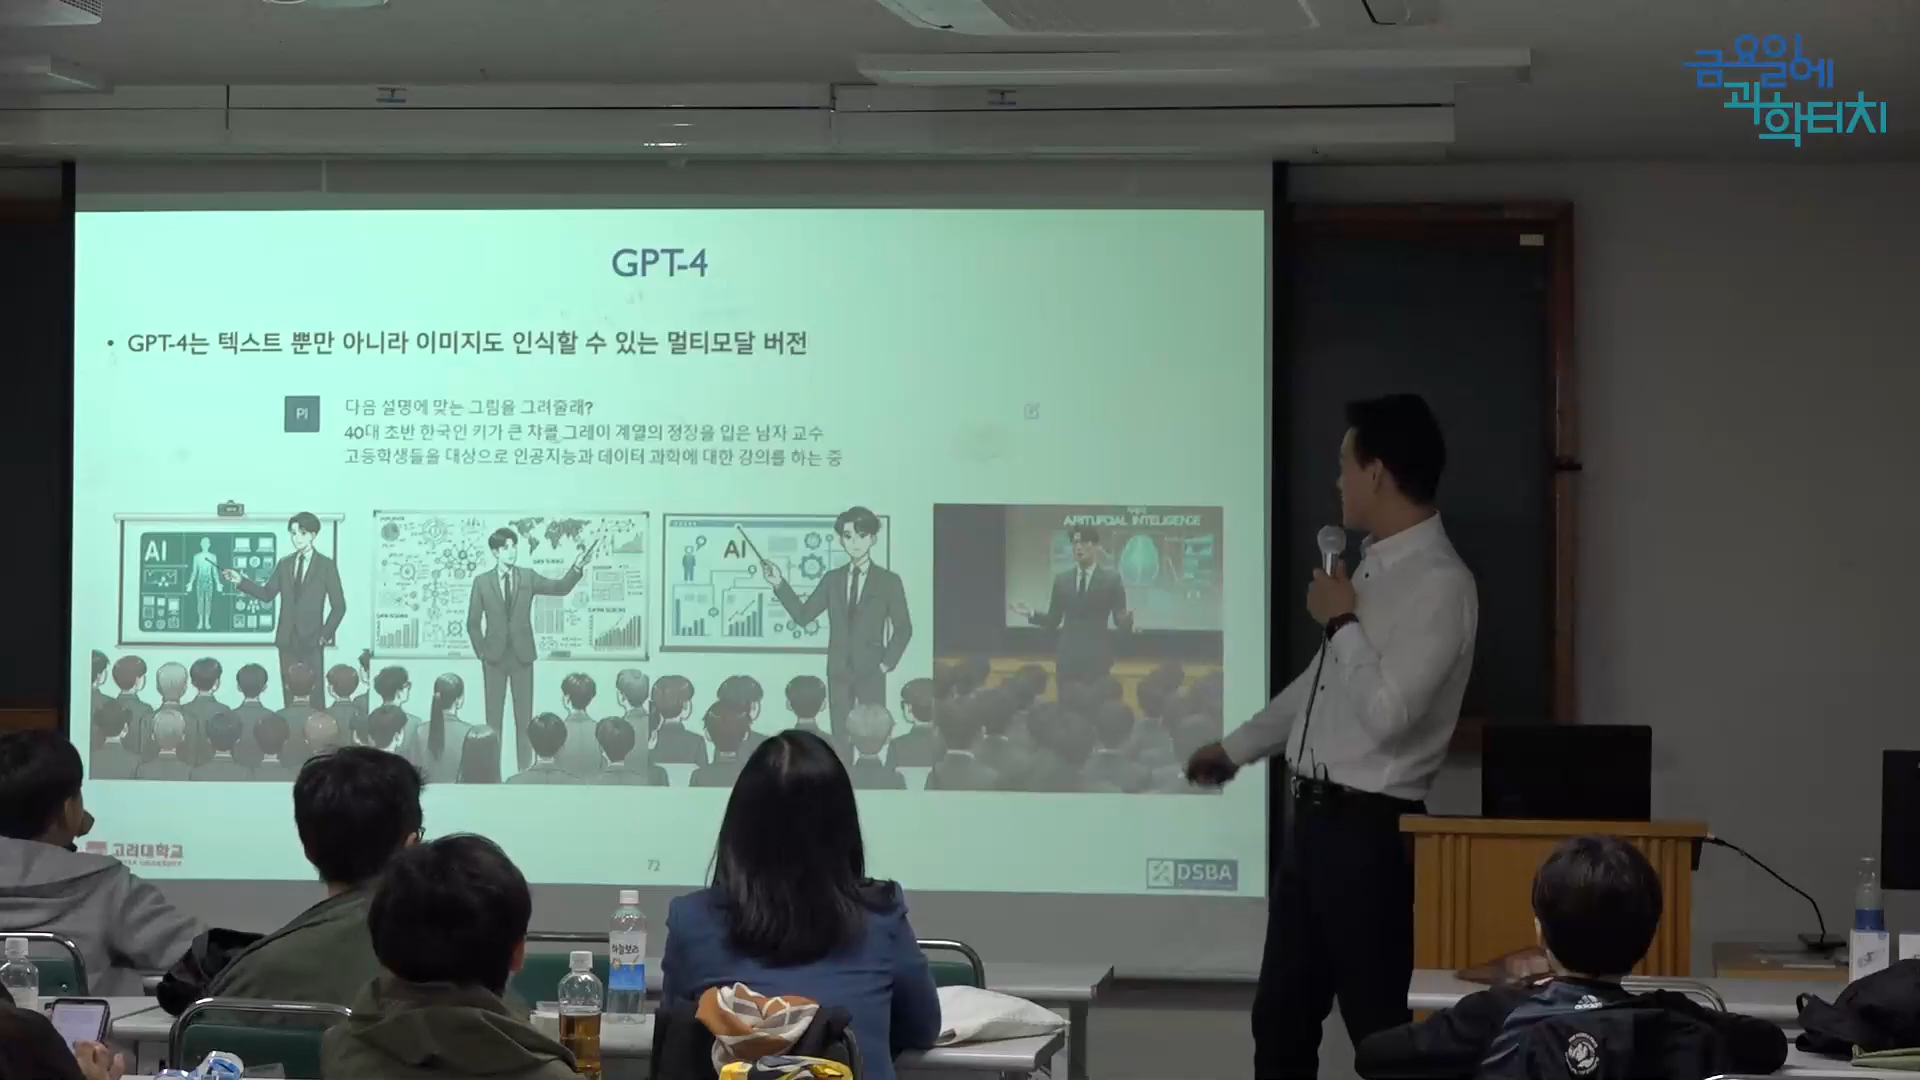 금요일에
과학터치
GPT-4
• GPT-4는 텍스트 뿐만 아니라 이미지도 인식할 수 있는 멀티모달 버전
PI
다음 설명에 맞는 그림을 그려줄래?
40대 초반 한국인 키가 큰 차콜 그레이 계열의 정장을 입은 남자 교수
고등학생들을 대상으로 인공지능과 데이터 과학에 대한 강의를 하는 중
AI
AI
고려대학교
72
DSBA
하늘보리
adidas